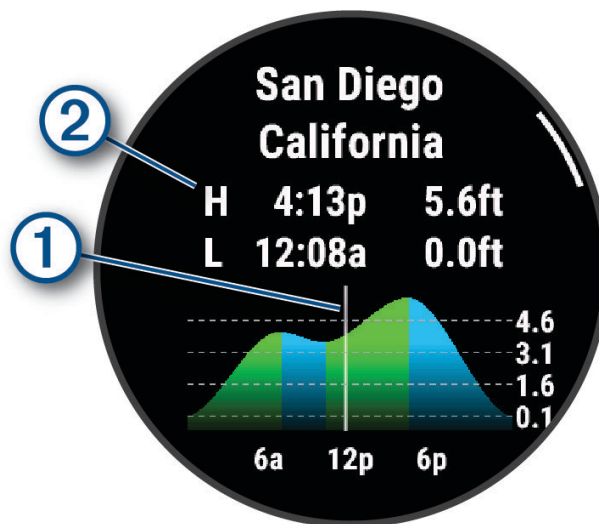 San Diego
California
2
H 4:13p 5.6ft
1
L 12:08a 0.0ft
4.6
3.1
1.6
0.1
6a 12p 6p